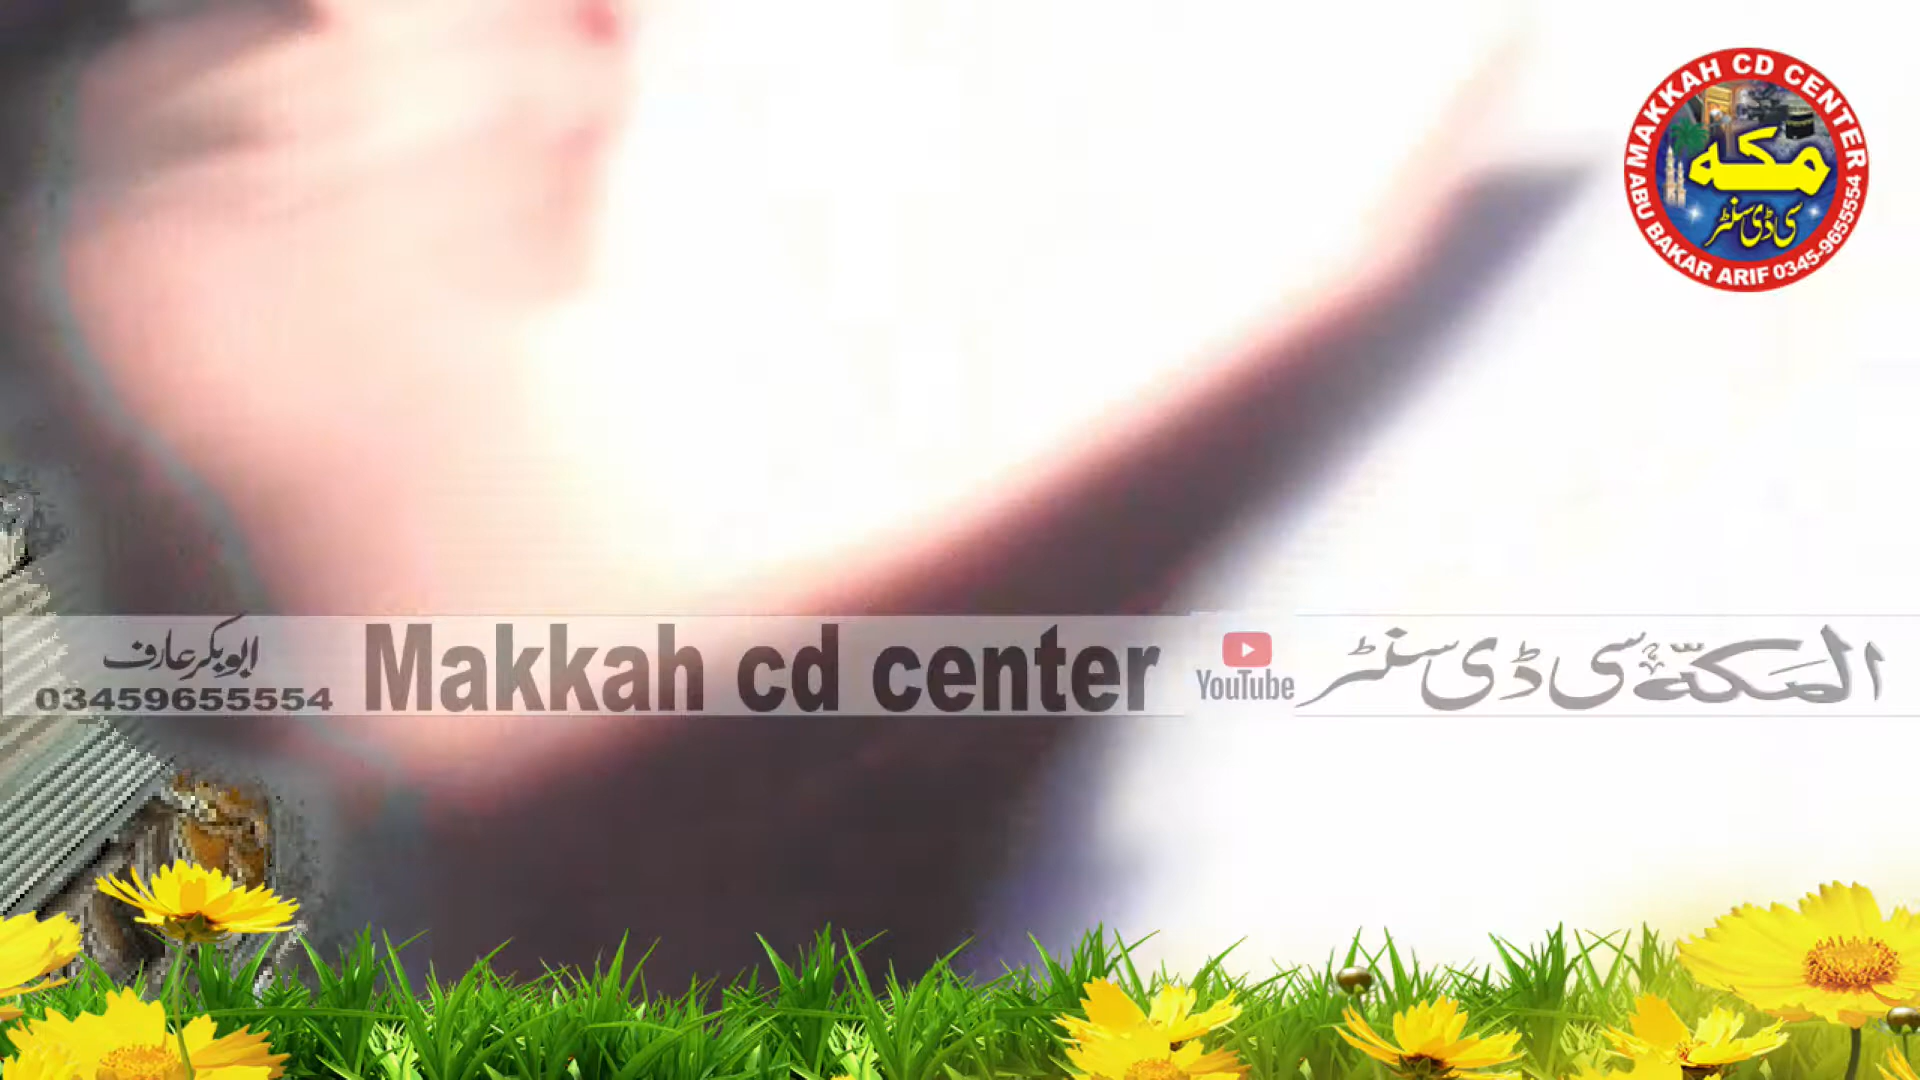 MAKKAH CD CENTER
مکہ
سی ڈی سنٹر
ABU BAKAR ARIF 0345-9655554
ابوبکر عارف
03459655554
Makkah cd center
YouTube
المکہّ سی ڈی سنٹر